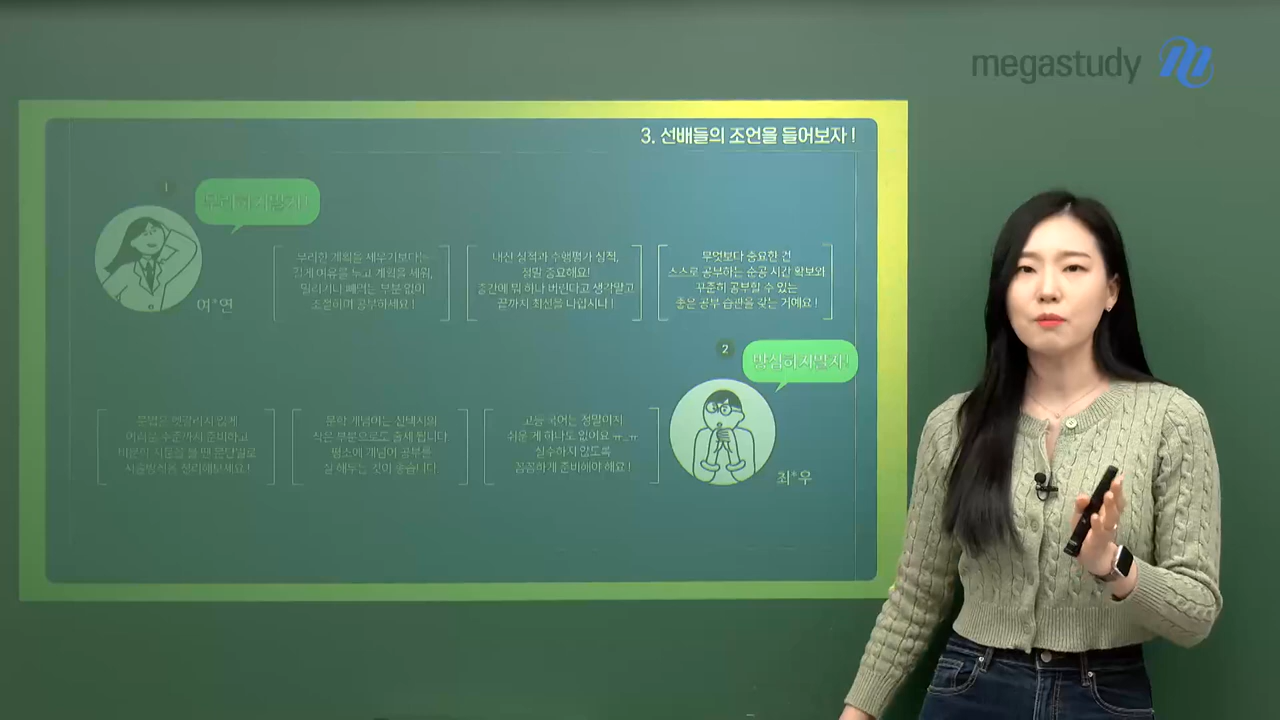 megastudy
3. 선배들의 조언을 들어보자 !
1
무리하지말기!
여*연
무리한 계획을 세우기보다는
길게 여유를 두고 계획을 세워,
밀리거나 빼먹는 부분 없이
조절하며 공부하세요 !
내신 실적과 수행평가 성적,
정말 중요해요!
중간에 뭐 하나 버린다고 생각말고
끝까지 최선을 다합시다 !
무엇보다 중요한 건
스스로 공부하는 순공 시간 확보와
꾸준히 공부할 수 있는
좋은 공부 습관을 갖는 거예요 !
2
방심하지말자!
최*우
문법은 헷갈리지 않게
수준까지 준비하고
비문학 지문을 볼 땐 문단별로
정리해보세요 !
문학 개념어는 선택지의
작은 부분으로도 출제 됩니다.
평소에 개념어 공부를
잘 해두는 것이 좋습니다.
고등 국어는 정말이지
쉬운 게 하나도 없어요 ㅠ_ㅠ
실수하지 않도록
꼼꼼하게 준비해야 해요 !